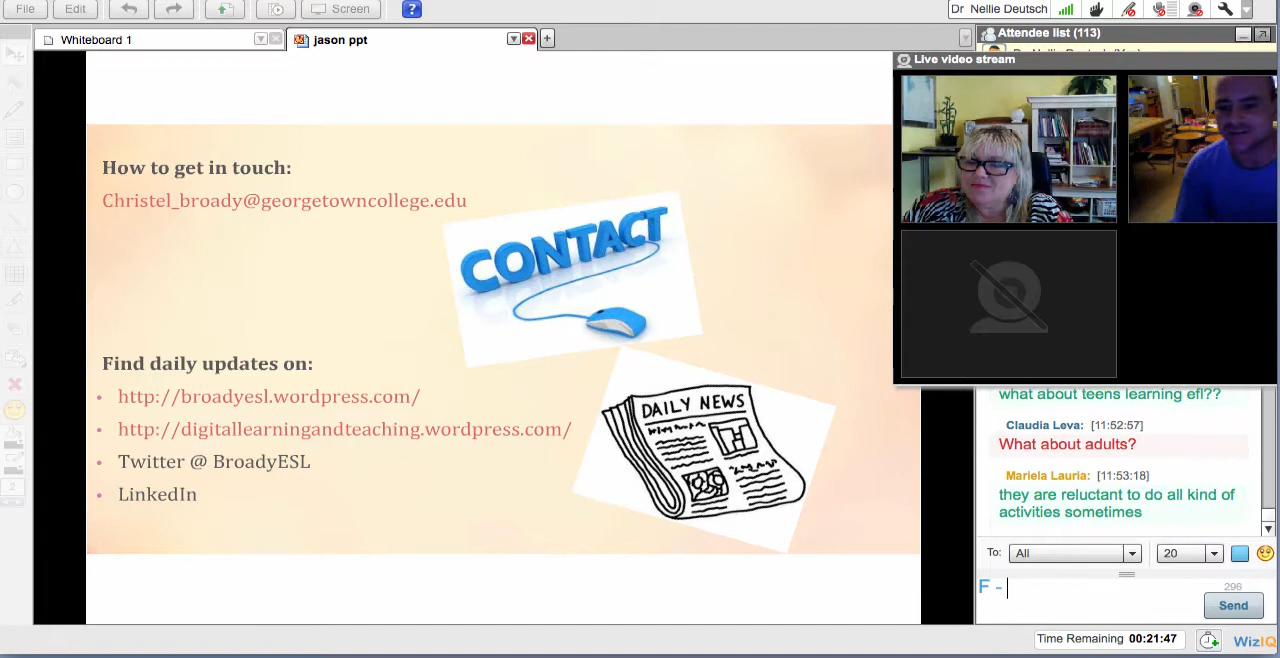 File
Edit
Screen
?
Dr Nellie Deutsch
Whiteboard 1
jason ppt
+
Attendee list (113)
Live video stream
How to get in touch:
Christel_broady@georgetowncollege.edu
CONTACT
Find daily updates on:
• http://broadyesl.wordpress.com/
• http://digitallearningandteaching.wordpress.com/
• Twitter @ BroadyESL
• LinkedIn
DAILY NEWS
2
what about teens learning efl??
Claudia Leva: [11:52:57]
What about adults?
Mariela Lauria: [11:53:18]
they are reluctant to do all kind of
activities sometimes
To: All 20
F -
296
Send
Time Remaining 00:21:47
WizIQ